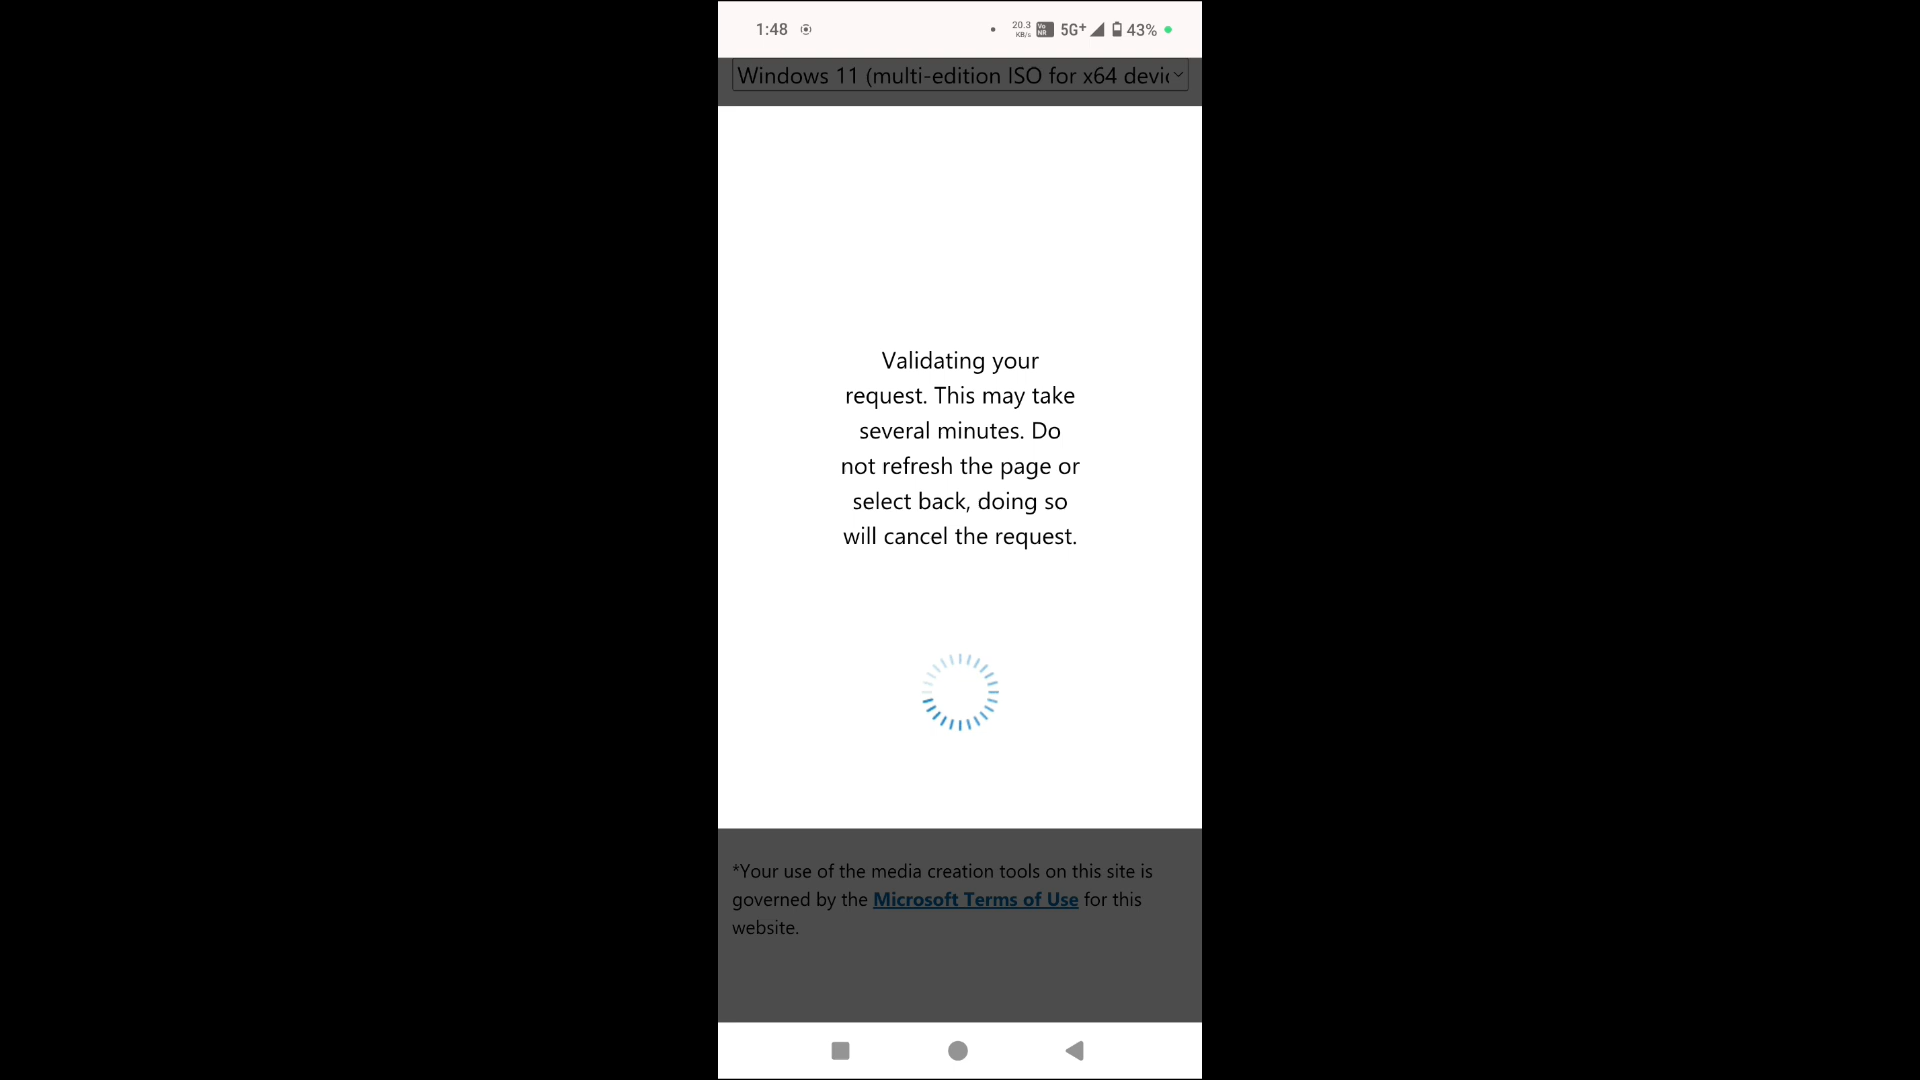 1:48 20.3 KB/s Vo NR 5G+ 43%
Windows 11 (multi-edition ISO for x64 devic
Validating your
request. This may take
several minutes. Do
not refresh the page or
select back, doing so
will cancel the request.
*Your use of the media creation tools on this site is
governed by the Microsoft Terms of Use for this
website.